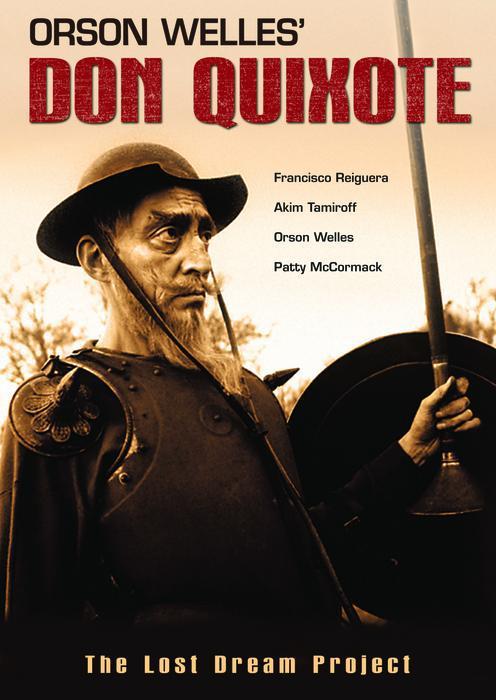 ORSON WELLES'
DON QUIXOTE
Francisco Reiguera
Akim Tamiroff
Orson Welles
Patty McCormack
The Lost Dream Project